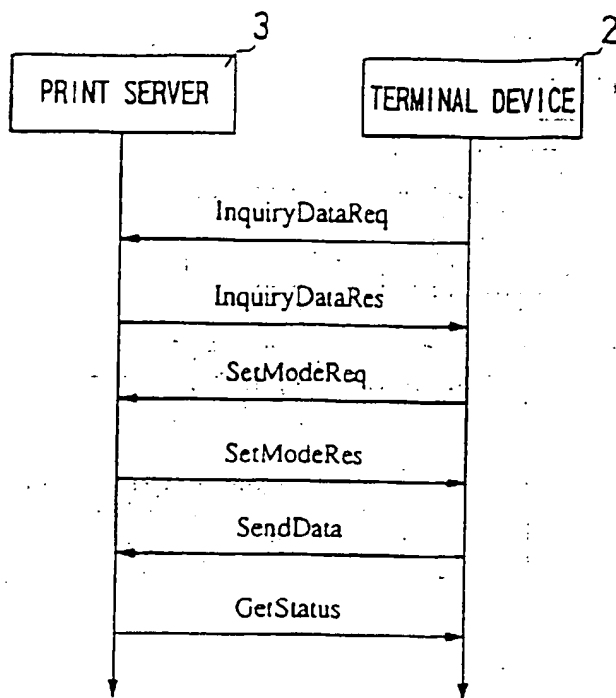 3
2
PRINT SERVER
TERMINAL DEVICE
InquiryDataReq
InquiryDataRes
SetModeReq
SetModeRes
SendData
GetStatus